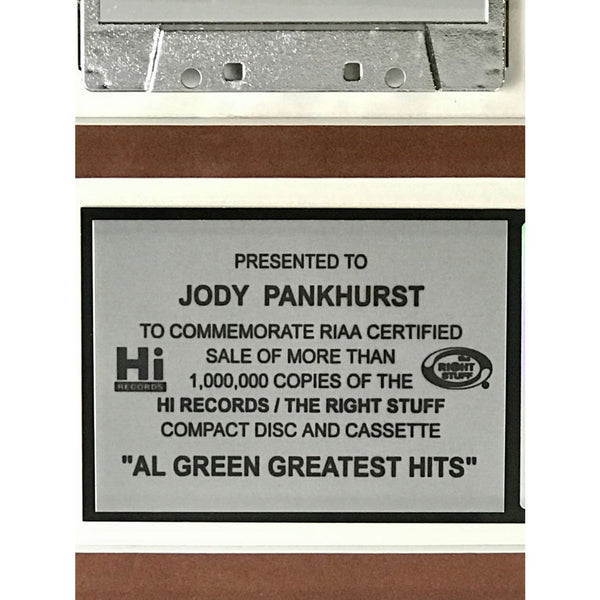 PRESENTED TO
JODY PANKHURST
TO COMMEMORATE RIAA CERTIFIED
SALE OF MORE THAN
1,000,000 COPIES OF THE
HI RECORDS / THE RIGHT STUFF
COMPACT DISC AND CASSETTE
"AL GREEN GREATEST HITS"
Hi
RECORDS
the
RIGHT
STUFF